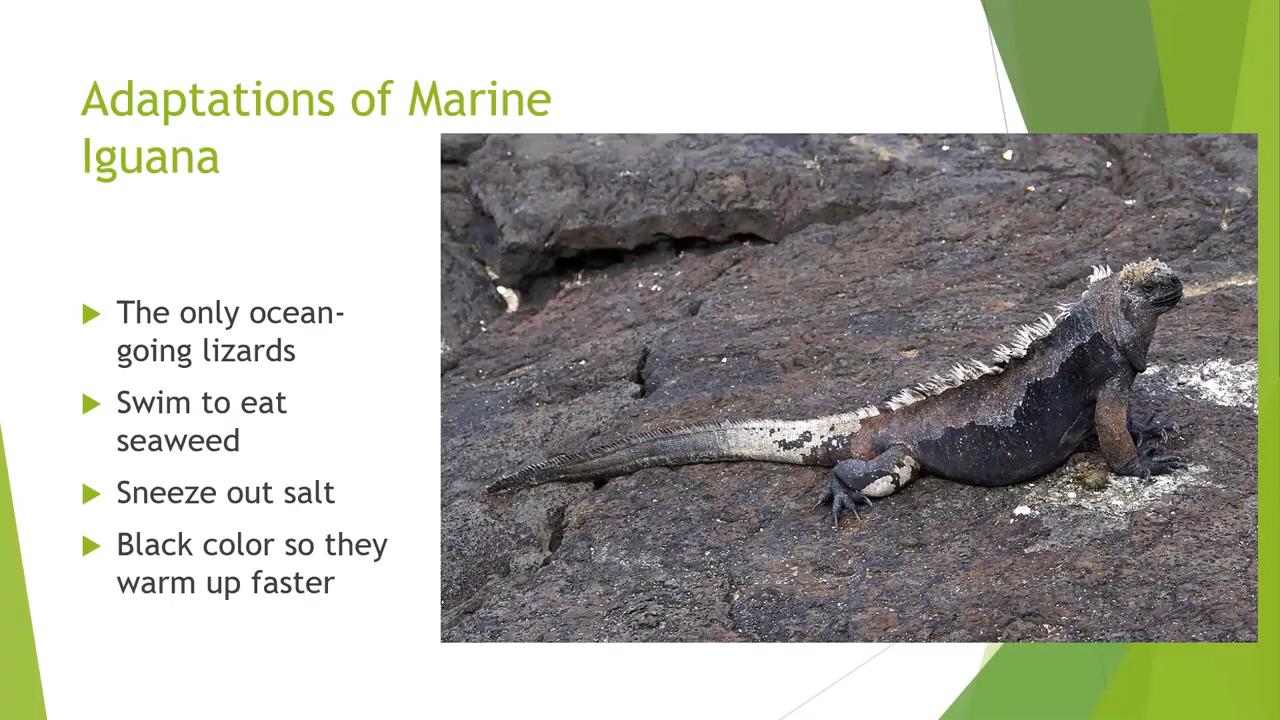 Adaptations of Marine
Iguana
The only ocean-
going lizards
Swim to eat
seaweed
Sneeze out salt
Black color so they
warm up faster